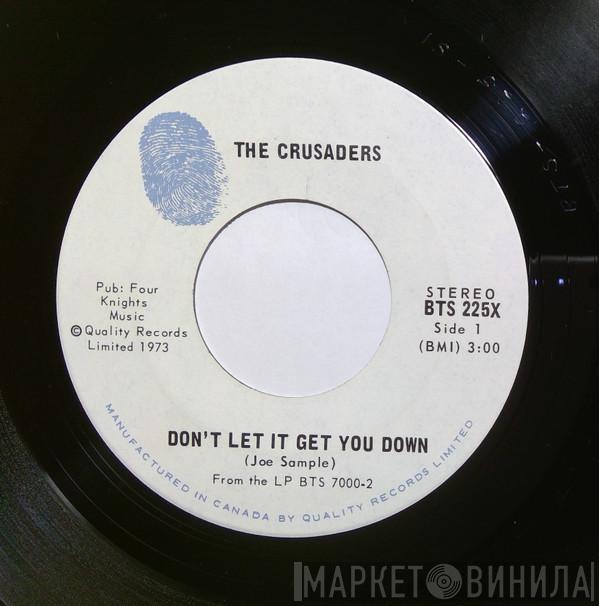 THE CRUSADERS
Pub: Four
Knights
Music
©Quality Records
Limited 1973
STEREO
BTS 225X
Side 1
(BMI) 3:00
DON'T LET IT GET YOU DOWN
(Joe Sample)
From the LP BTS 7000-2
MANUFACTURED IN CANADA BY QUALITY RECORDS LIMITED
МАРКЕТ ВИНИЛА